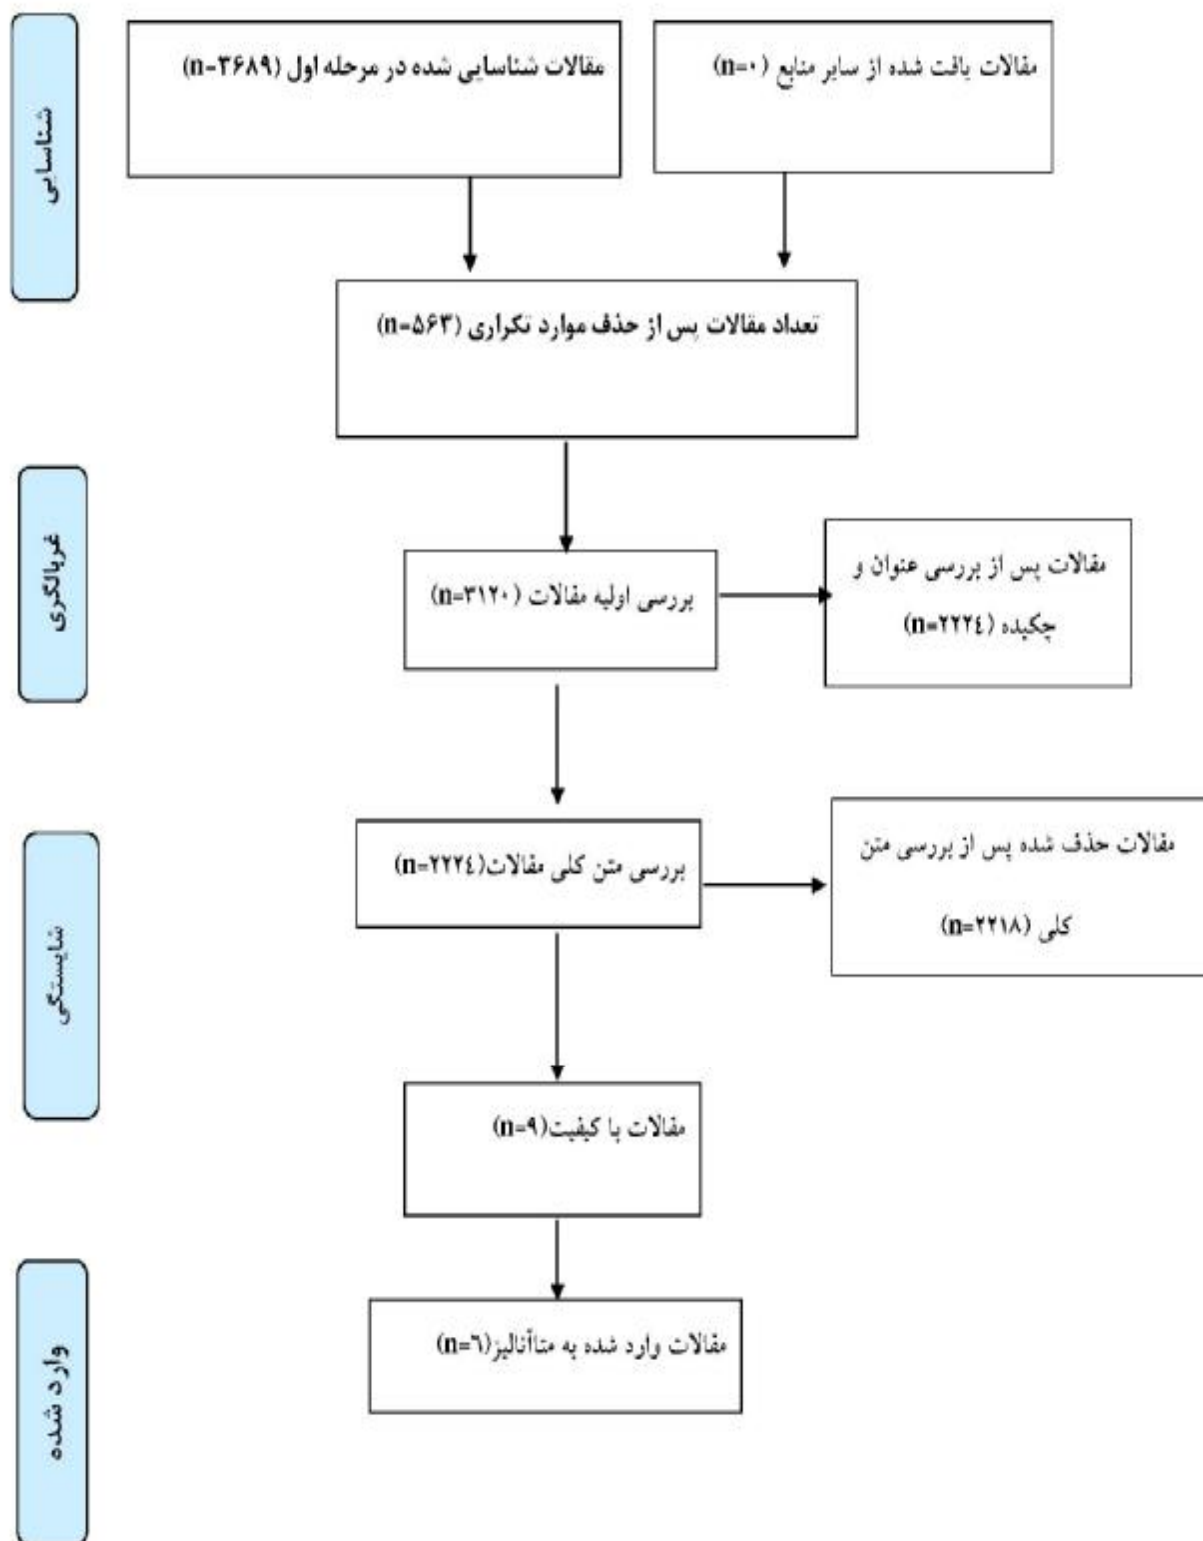 شناسایی
مقالات یافت شده از سایر منابع (n=۰)
مقالات شناسایی شده در مرحله اول (n=۳۶۸۹)
تعداد مقالات پس از حذف موارد تکراری (n=۵۶۳)
غربالگری
بررسی اولیه مقالات (n=۳۱۲۰)
مقالات پس از بررسی عنوان و
چکیده (n=۲۲۲٤)
شایستگی
بررسی متن کلی مقالات(n=۲۲۲٤)
مقالات حذف شده پس از بررسی متن
کلی (n=۲۲۱۸)
مقالات با کیفیت(n=۹)
وارد شده
مقالات وارد شده به متاآنالیز(n=٦)